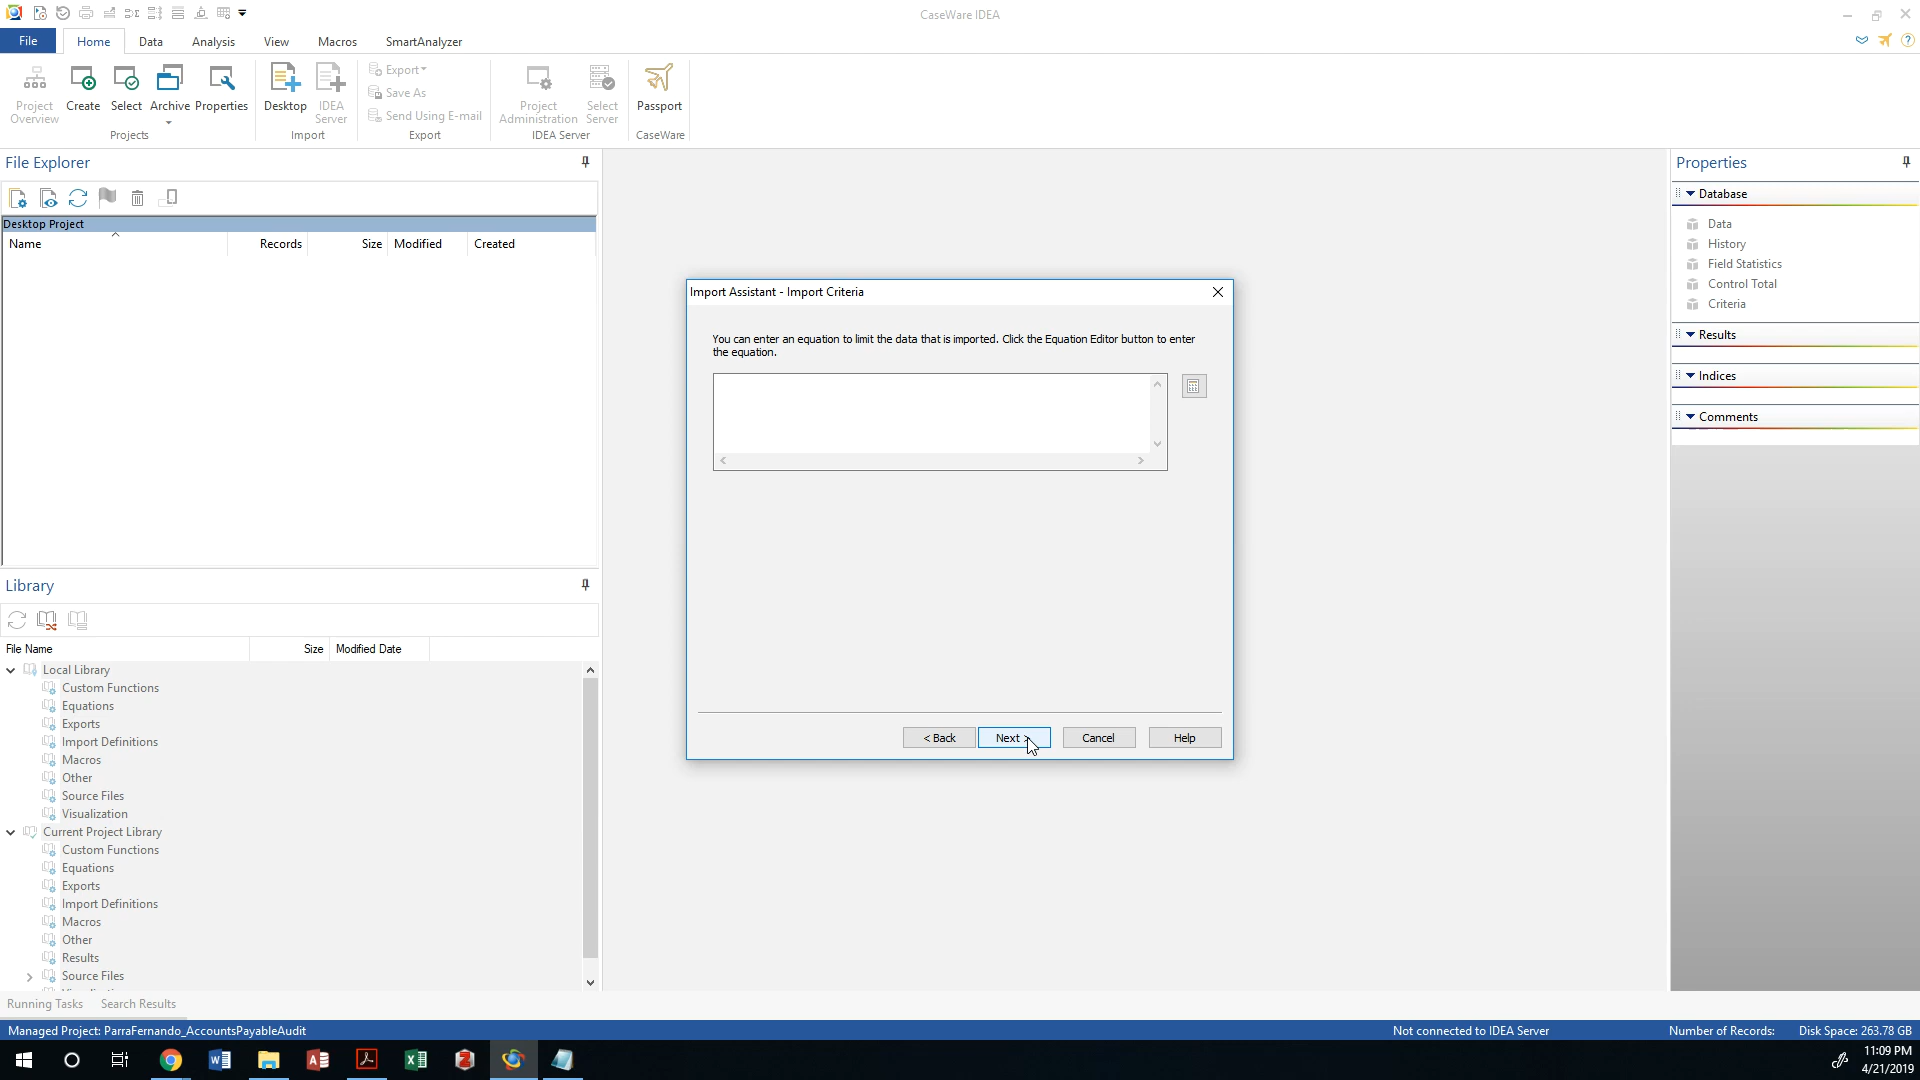 CaseWare IDEA
File
Home
Data
Analysis
View
Macros
SmartAnalyzer
Project
Overview
Create
Select
Archive
Properties
Projects
Desktop
IDEA
Server
Import
Export
Save As
Send Using E-mail
Export
Project
Administration
Select
Server
IDEA Server
Passport
CaseWare
File Explorer
Desktop Project
Name Records Size Modified Created
Library
File Name Size Modified Date
Local Library
Custom Functions
Equations
Exports
Import Definitions
Macros
Other
Source Files
Visualization
Current Project Library
Custom Functions
Equations
Exports
Import Definitions
Macros
Other
Results
Source Files
Running Tasks Search Results
Import Assistant - Import Criteria
You can enter an equation to limit the data that is imported. Click the Equation Editor button to enter
the equation.
< Back
Next >
Cancel
Help
Properties
Database
Data
History
Field Statistics
Control Total
Criteria
Results
Indices
Comments
Managed Project: ParraFernando_AccountsPayableAudit
Not connected to IDEA Server
Number of Records:
Disk Space: 263.78 GB
11:09 PM
4/21/2019